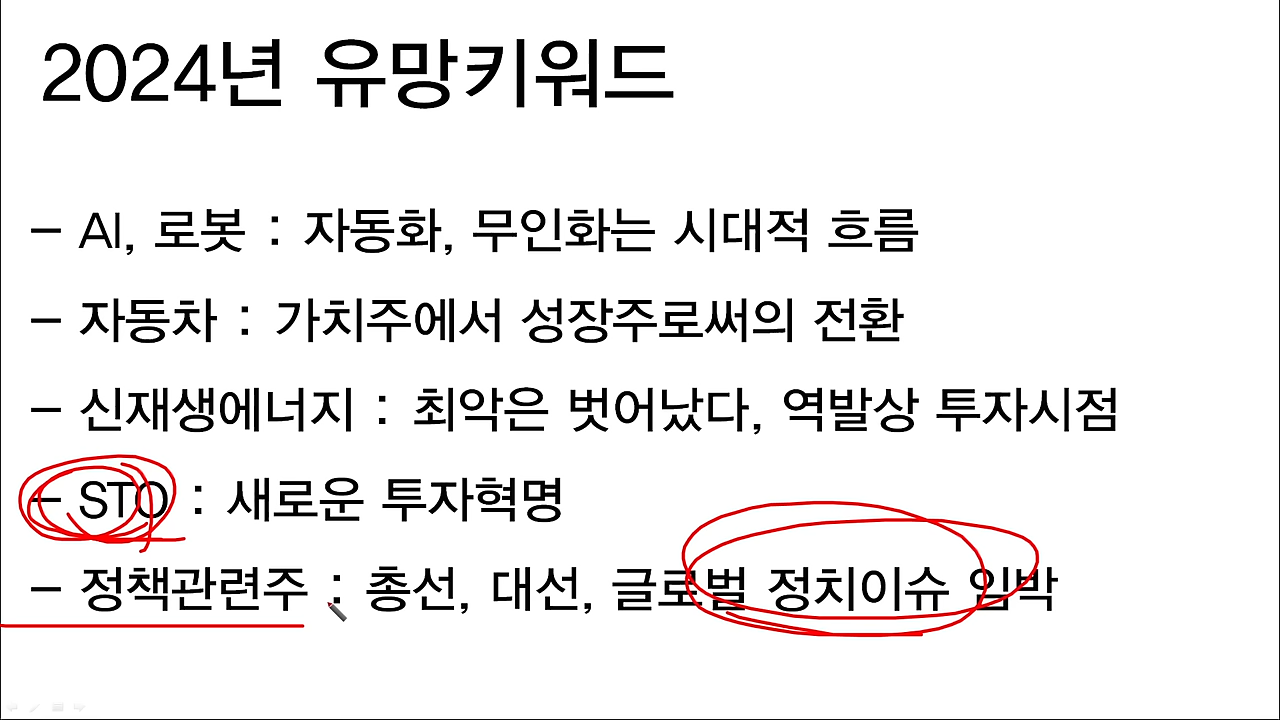 2024년 유망키워드
– AI, 로봇 : 자동화, 무인화는 시대적 흐름
– 자동차 : 가치주에서 성장주로써의 전환
– 신재생에너지 : 최악은 벗어났다, 역발상 투자시점
– STO : 새로운 투자혁명
– 정책관련주 : 총선, 대선, 글로벌 정치이슈 임박